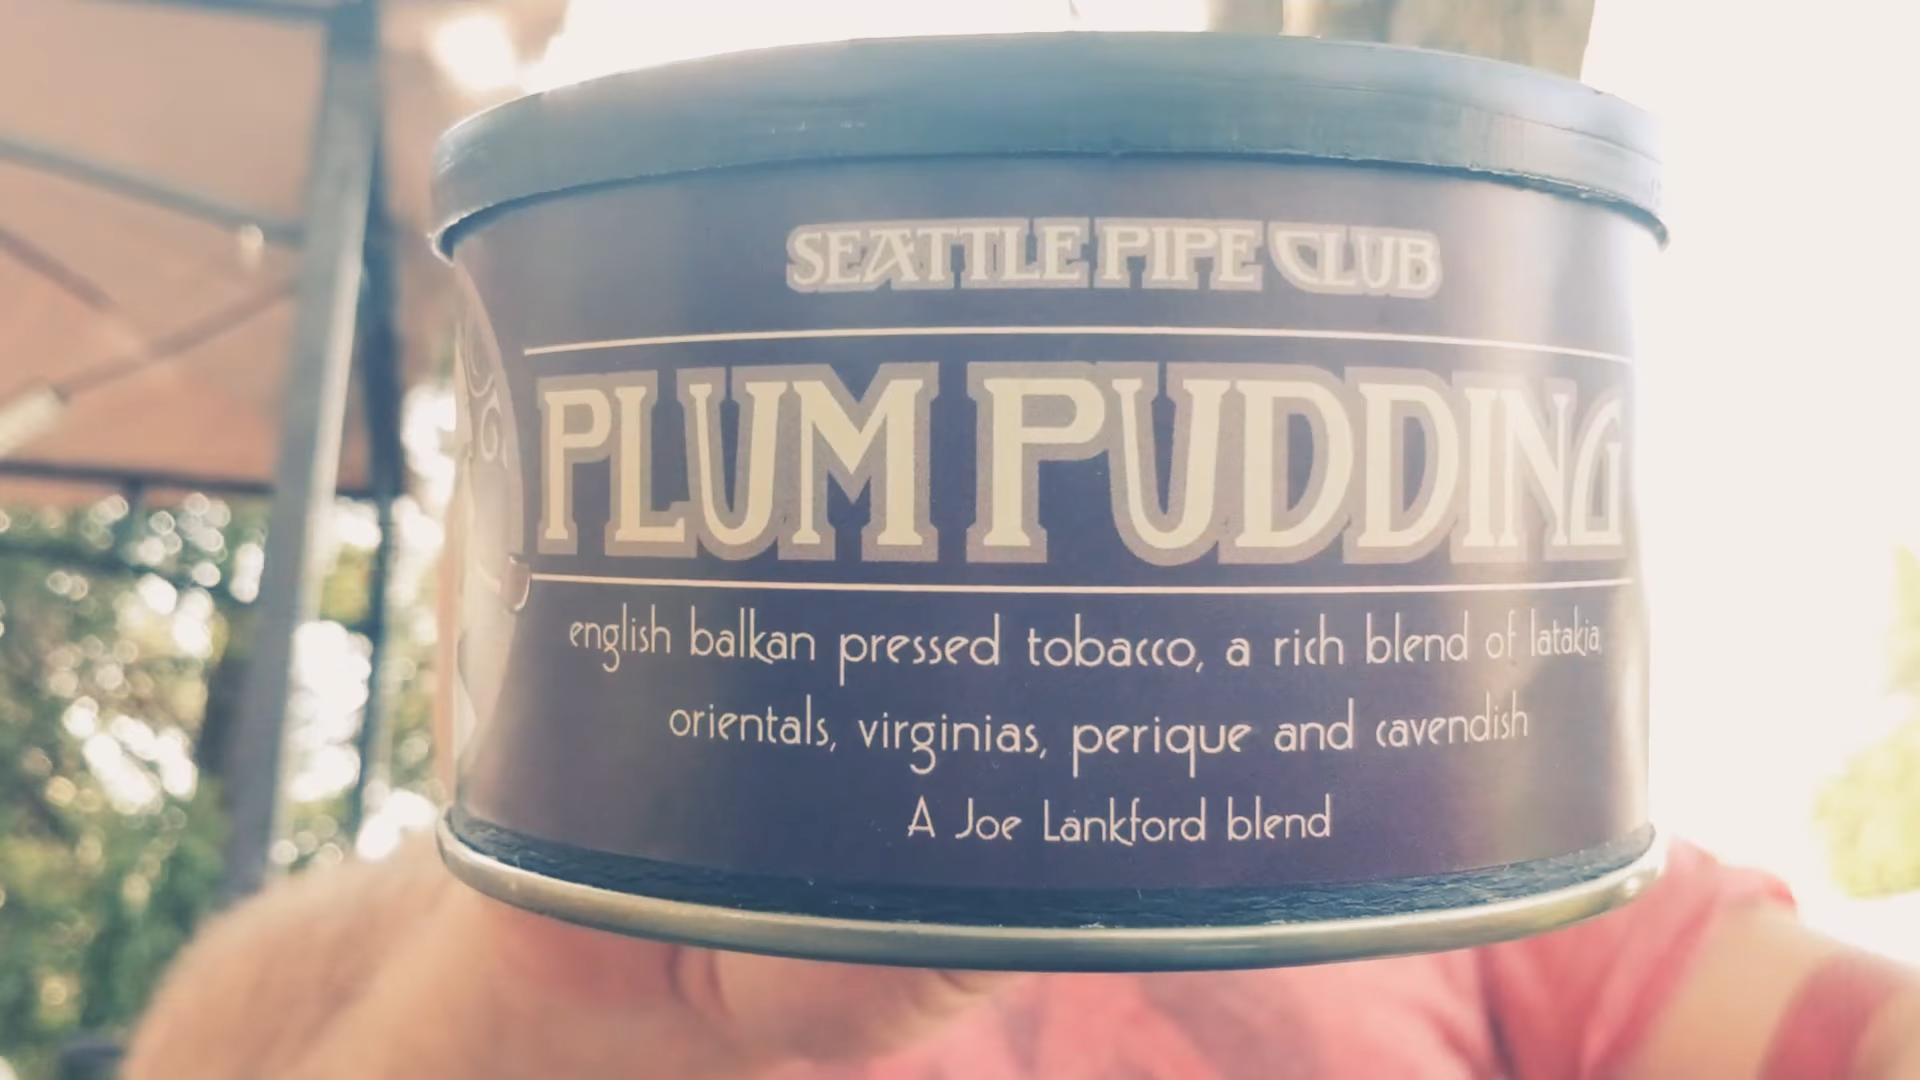 SEATTLE PIPE CLUB
PLUM PUDDING
english balkan pressed tobacco, a rich blend of latakia,
orientals, virginias, perique and cavendish
A Joe Lankford blend